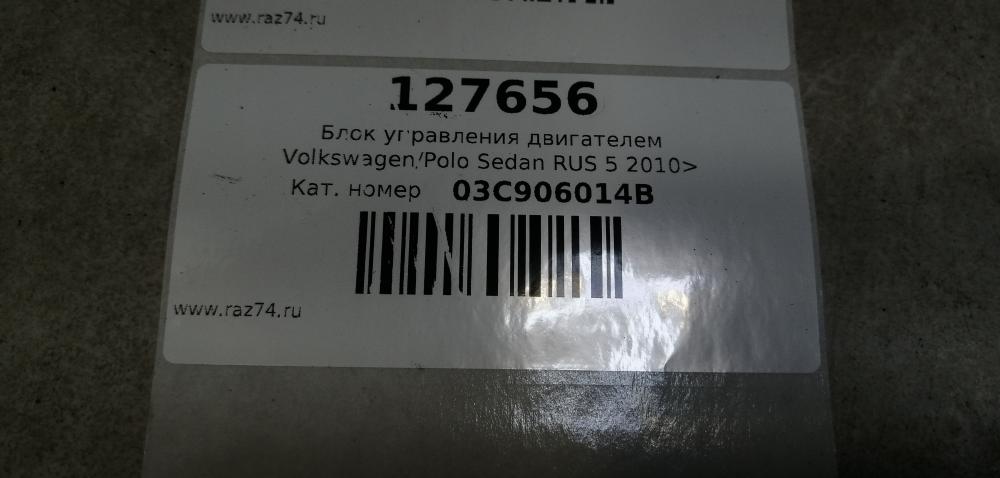 www.raz74.ru
127656
Блок управления двигателем
Volkswagen/Polo Sedan RUS 5 2010>
Кат. номер 03C906014B
www.raz74.ru